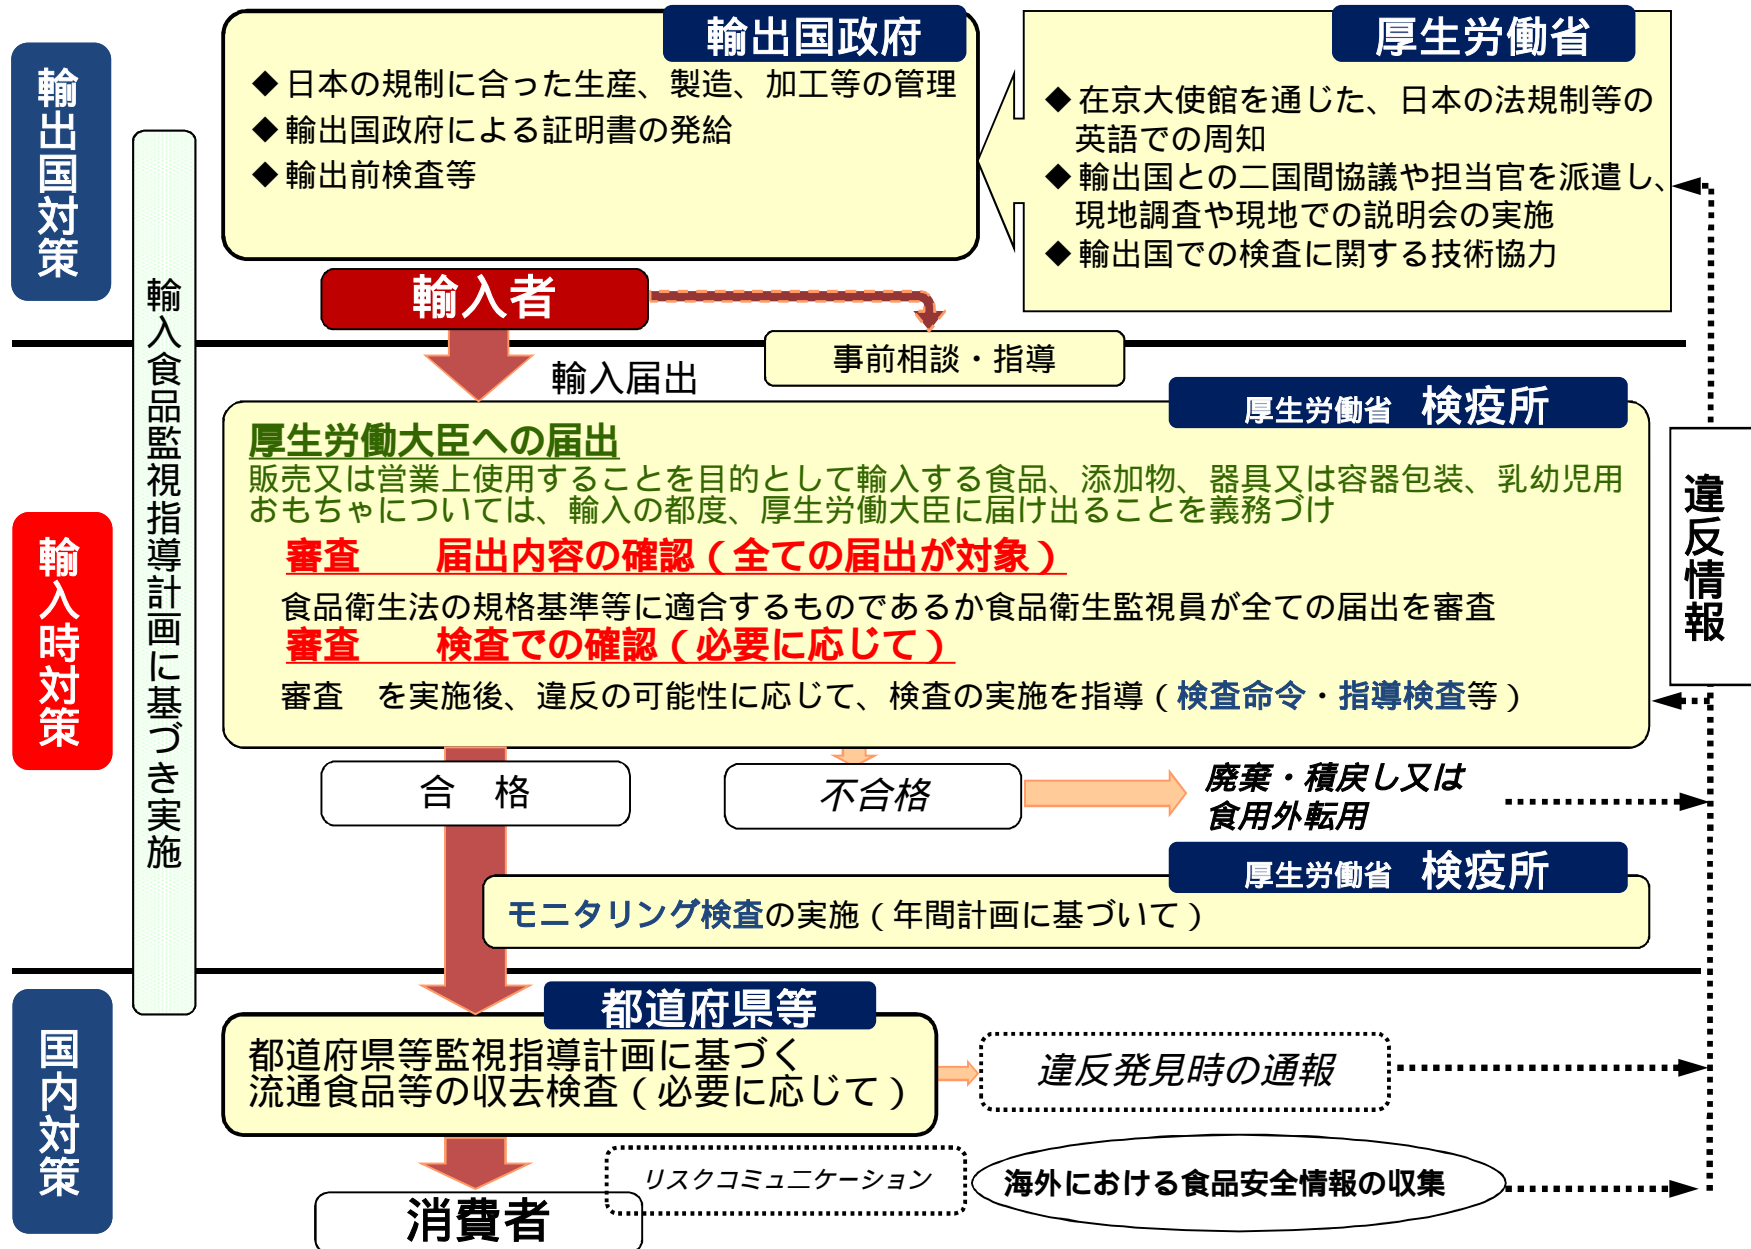 輸出国対策
輸出国政府
◆日本の規制に合った生産、製造、加工等の管理
◆輸出国政府による証明書の発給
◆輸出前検査等
厚生労働省
◆在京大使館を通じた、日本の法規制等の
英語での周知
◆輸出国との二国間協議や担当官を派遣し、
現地調査や現地での説明会の実施
◆輸出国での検査に関する技術協力
輸入食品監視指導計画に基づき実施
輸入者
事前相談・指導
輸入届出
輸入時対策
厚生労働省 検疫所
厚生労働大臣への届出
販売又は営業上使用することを目的として輸入する食品、添加物、器具又は容器包装、乳幼児用
おもちゃについては、輸入の都度、厚生労働大臣に届け出ることを義務づけ
審査　　届出内容の確認(全ての届出が対象)
食品衛生法の規格基準等に適合するものであるか食品衛生監視員が全ての届出を審査
審査　　検査での確認(必要に応じて)
審査　を実施後、違反の可能性に応じて、検査の実施を指導(検査命令・指導検査等)
違反情報
合　格
不合格
廃棄・積戻し又は
食用外転用
厚生労働省 検疫所
モニタリング検査の実施(年間計画に基づいて)
国内対策
都道府県等
都道府県等監視指導計画に基づく
流通食品等の収去検査(必要に応じて)
違反発見時の通報
リスクコミュニケーション
海外における食品安全情報の収集
消費者